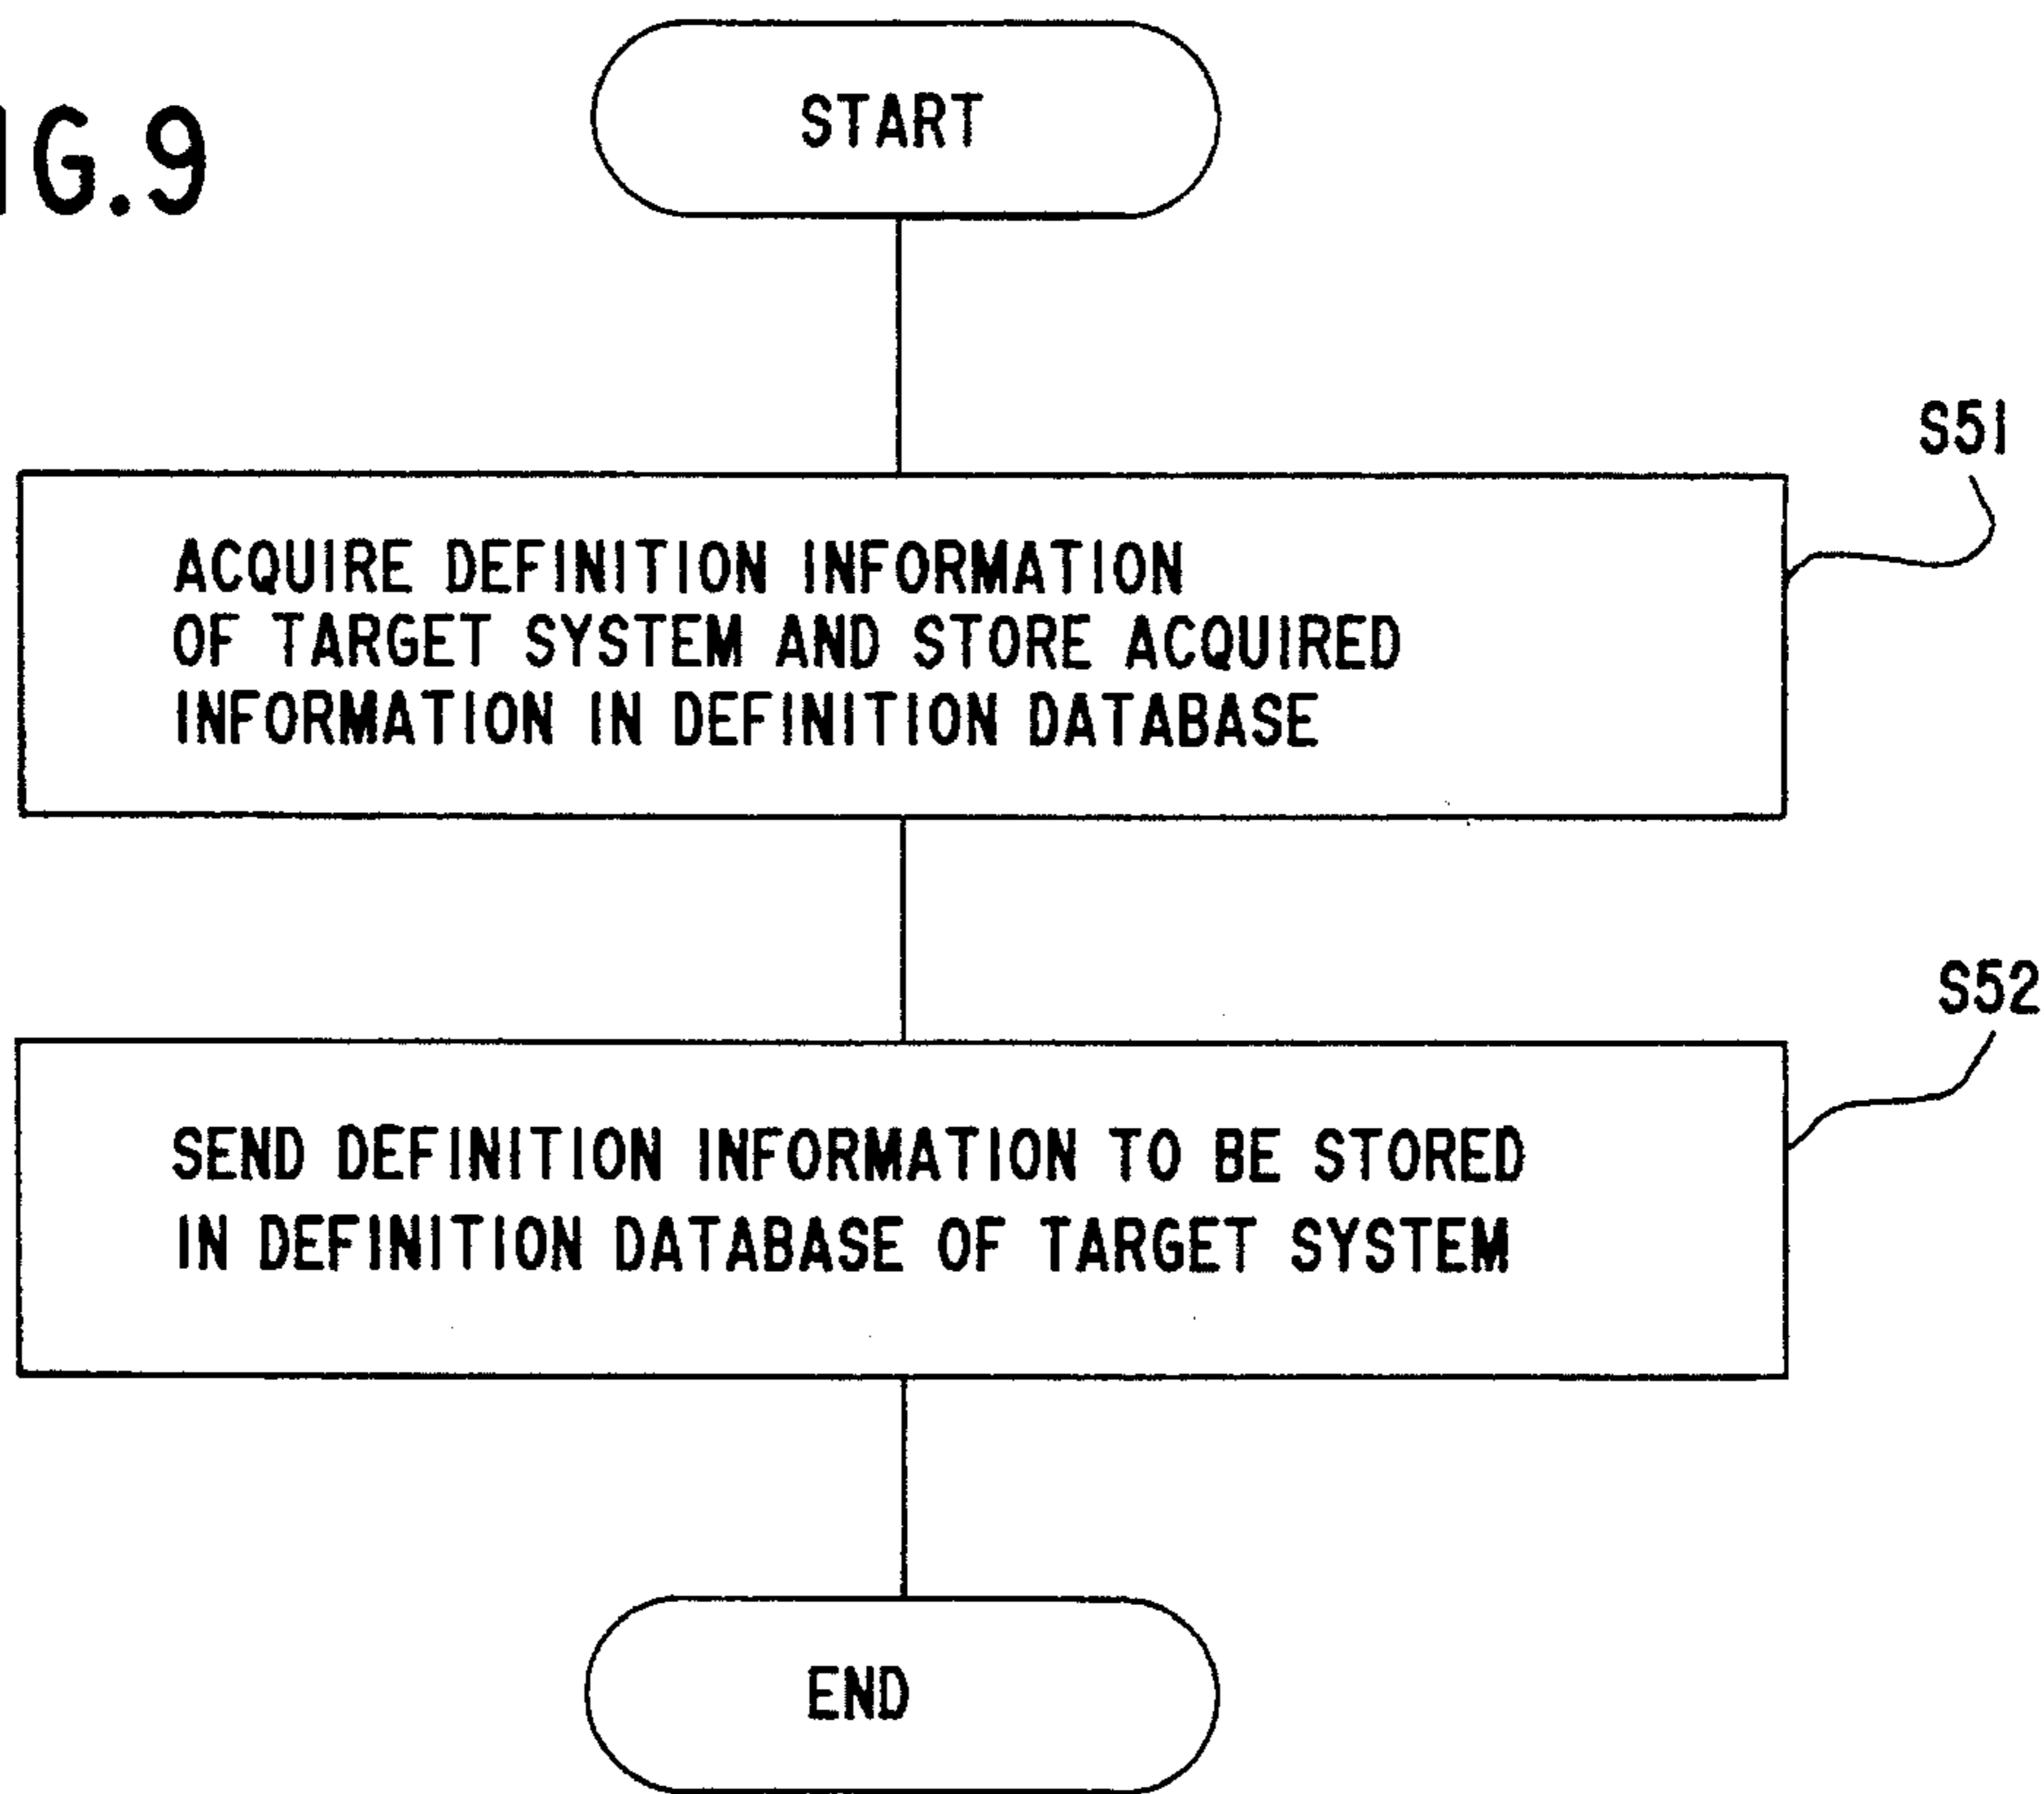 IG.9
START
S51
ACQUIRE DEFINITION INFORMATION
OF TARGET SYSTEM AND STORE ACQUIRED
INFORMATION IN DEFINITION DATABASE
S52
SEND DEFINITION INFORMATION TO BE STORED
IN DEFINITION DATABASE OF TARGET SYSTEM
END